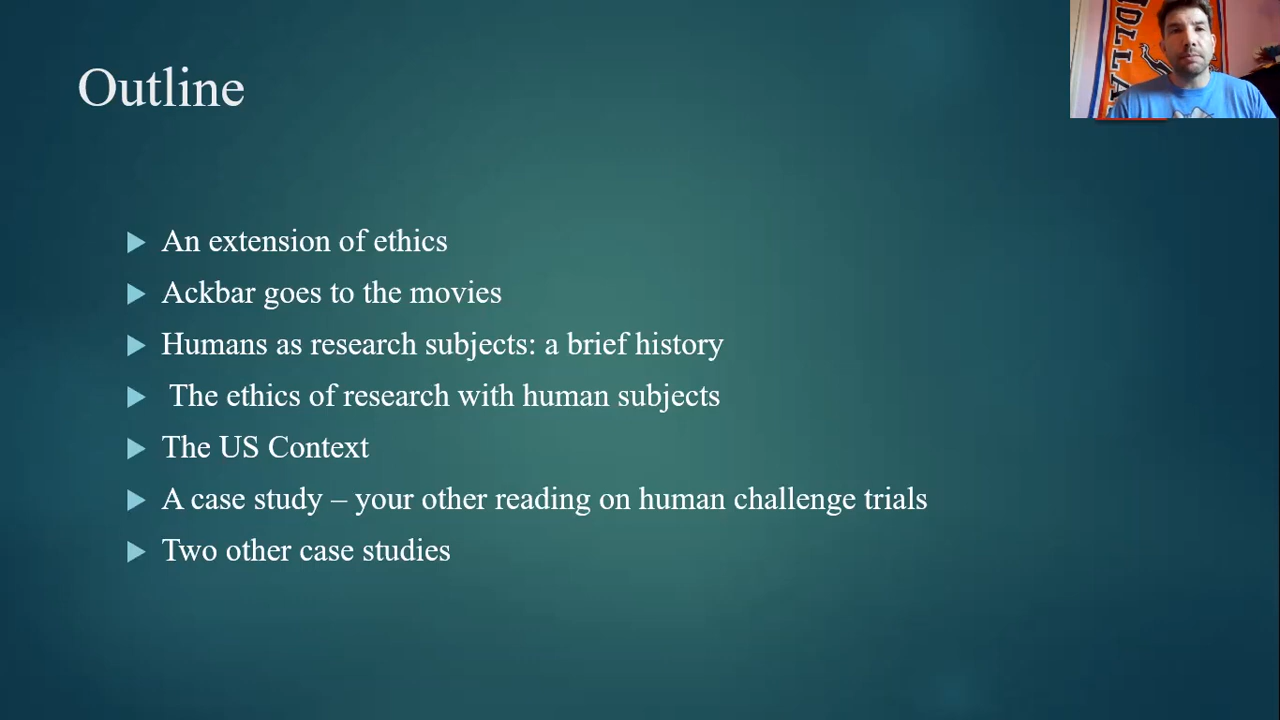 Outline
An extension of ethics
Ackbar goes to the movies
Humans as research subjects: a brief history
The ethics of research with human subjects
The US Context
A case study – your other reading on human challenge trials
Two other case studies